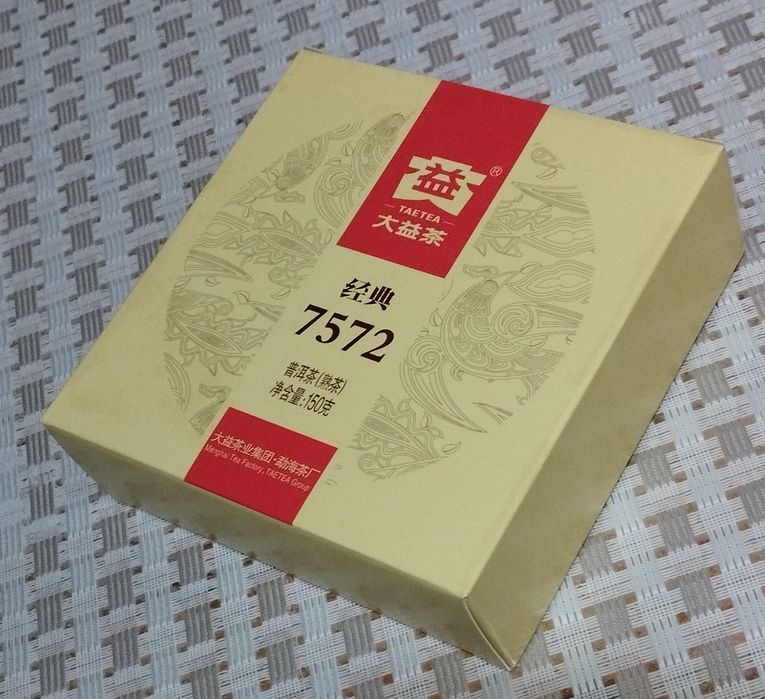 益®
TAETEA
大益茶
经典
7572
普洱茶(熟茶)
净含量:150克
大益茶业集团·勐海茶厂
Menghai Tea Factory, TAETEA Group